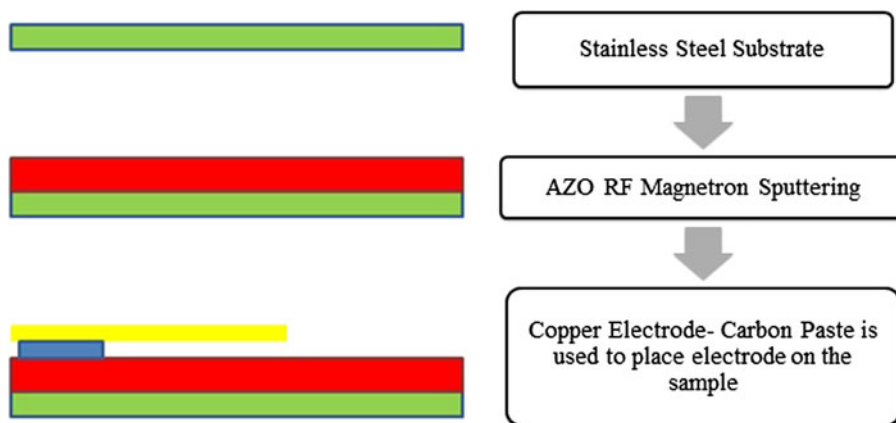 Stainless Steel Substrate
AZO RF Magnetron Sputtering
Copper Electrode- Carbon Paste is
used to place electrode on the
sample